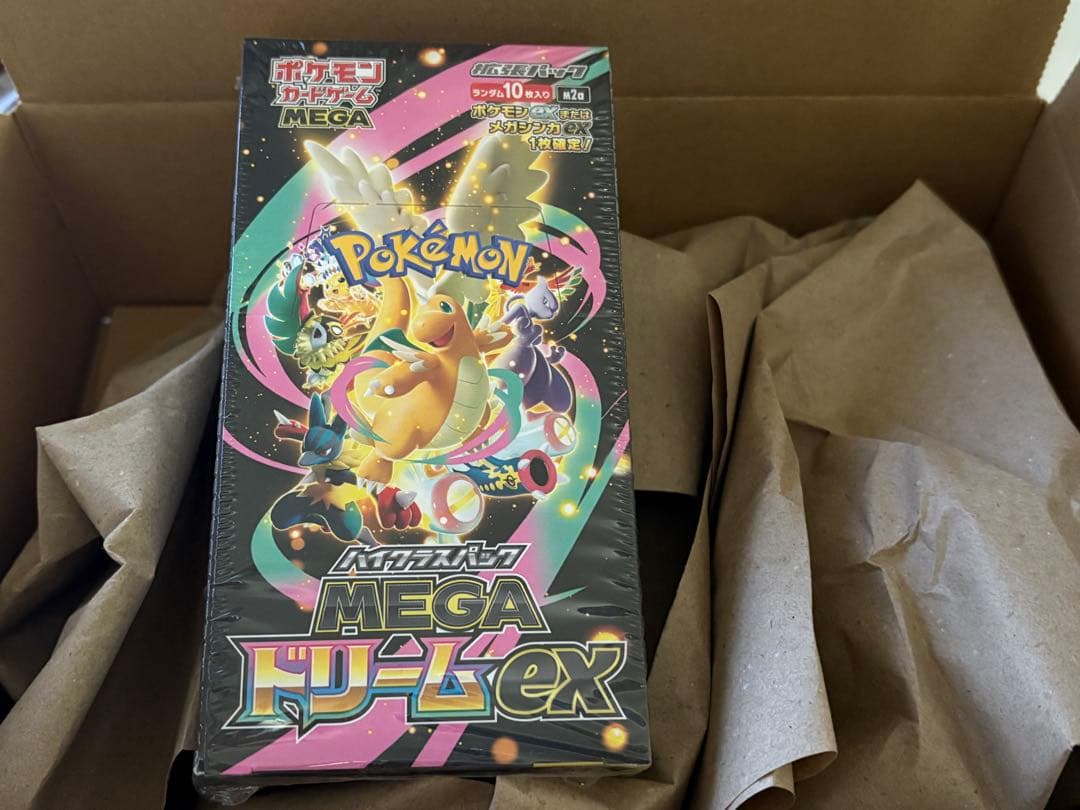 ポケモン
カードゲーム
MEGA
拡張パック
ランダム10枚入り M2a
ポケモンexまたは
メガシンカex
1枚確定!
POKéMON
ハイクラスパック
MEGA
ドリームex